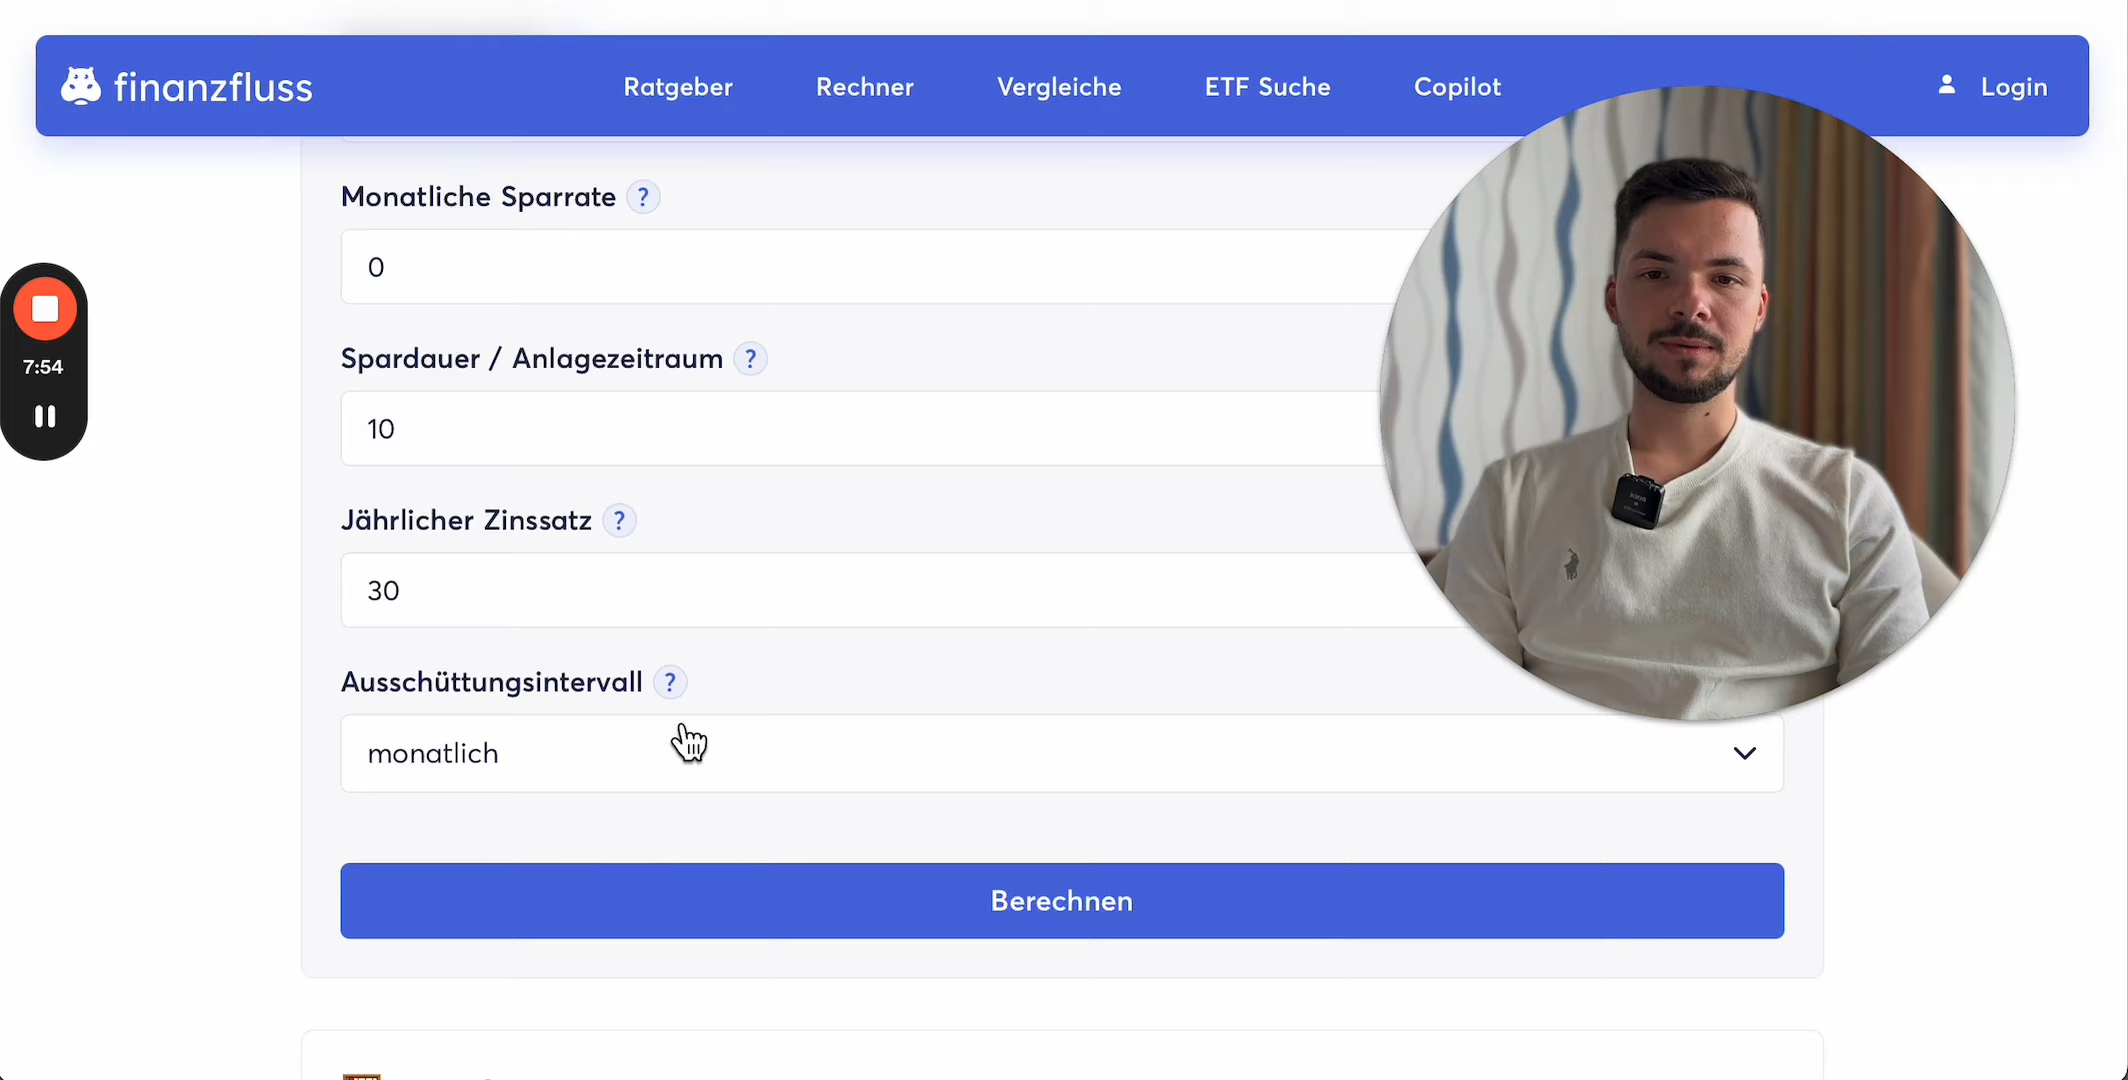 finanzfluss
Ratgeber
Rechner
Vergleiche
ETF Suche
Copilot
Login
Monatliche Sparrate ?
0
7:54
Spardauer / Anlagezeitraum ?
10
Jährlicher Zinssatz ?
30
Ausschüttungsintervall ?
monatlich
Berechnen